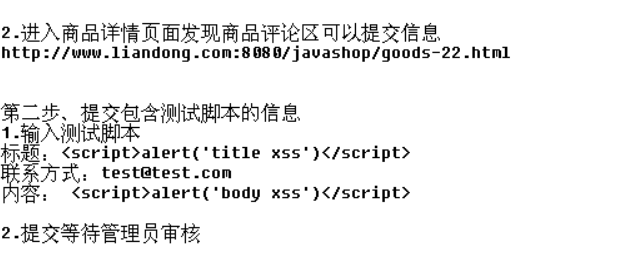 2.进入商品详情页面发现商品评论区可以提交信息
http://www.liandong.com:8080/javashop/goods-22.html
第二步、提交包含测试脚本的信息
1.输入测试脚本
标题：<script>alert('title xss')</script>
联系方式：test@test.com
内容： <script>alert('body xss')</script>
2.提交等待管理员审核